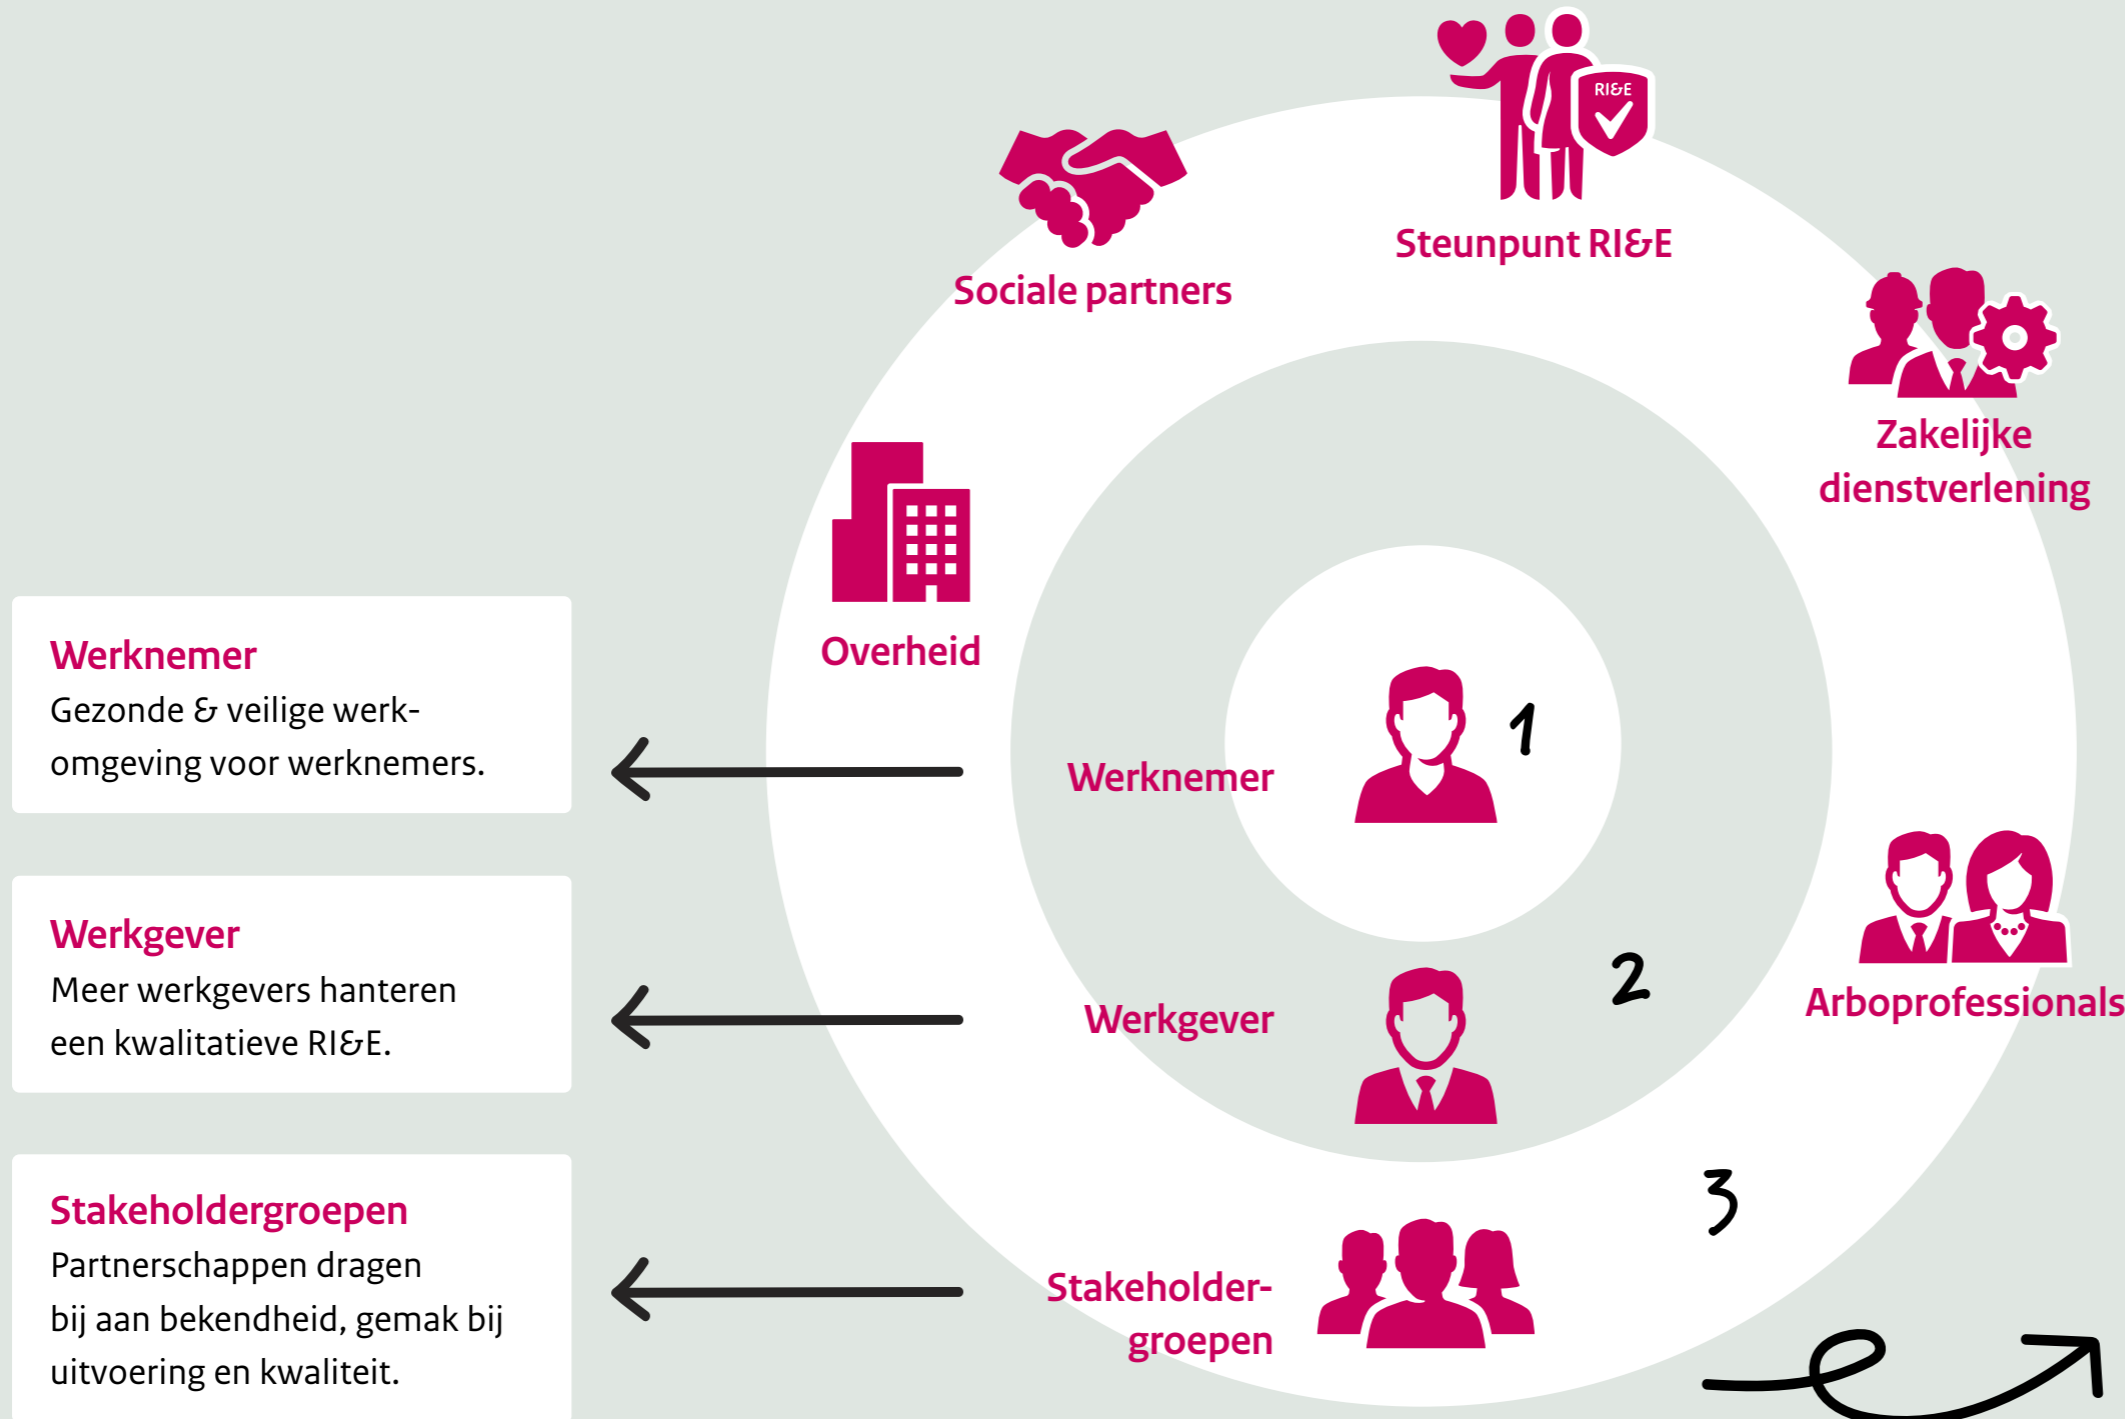 RI&E
Steunpunt RI&E
Sociale partners
Zakelijke
dienstverlening
Overheid
Werknemer
Gezonde & veilige werk-
omgeving voor werknemers.
Werknemer
1
Werkgever
Meer werkgevers hanteren
een kwalitatieve RI&E.
Werkgever
2
Arboprofessionals
Stakeholdergroepen
Partnerschappen dragen
bij aan bekendheid, gemak bij
uitvoering en kwaliteit.
Stakeholder-
groepen
3